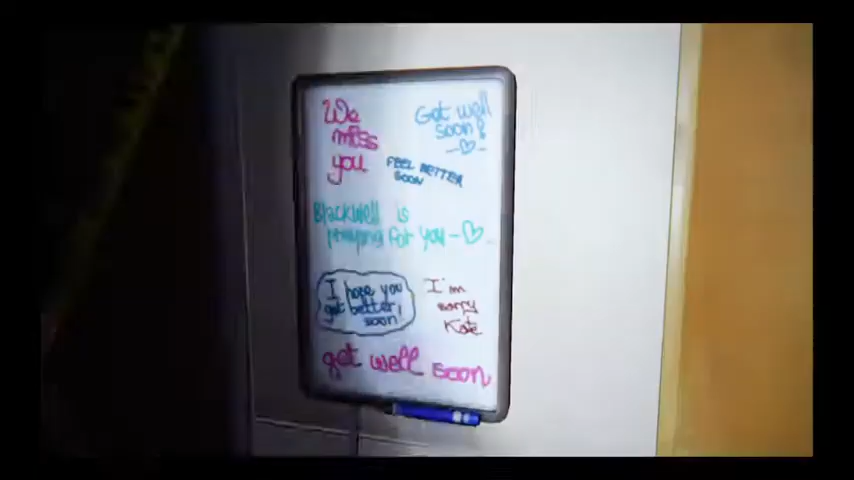 We
miss
you
Get well
soon!
FEEL BETTER
SOON
Blackwell is
praying for you
I hope you
get better,
soon
I'm
sorry
Kate
get well soon